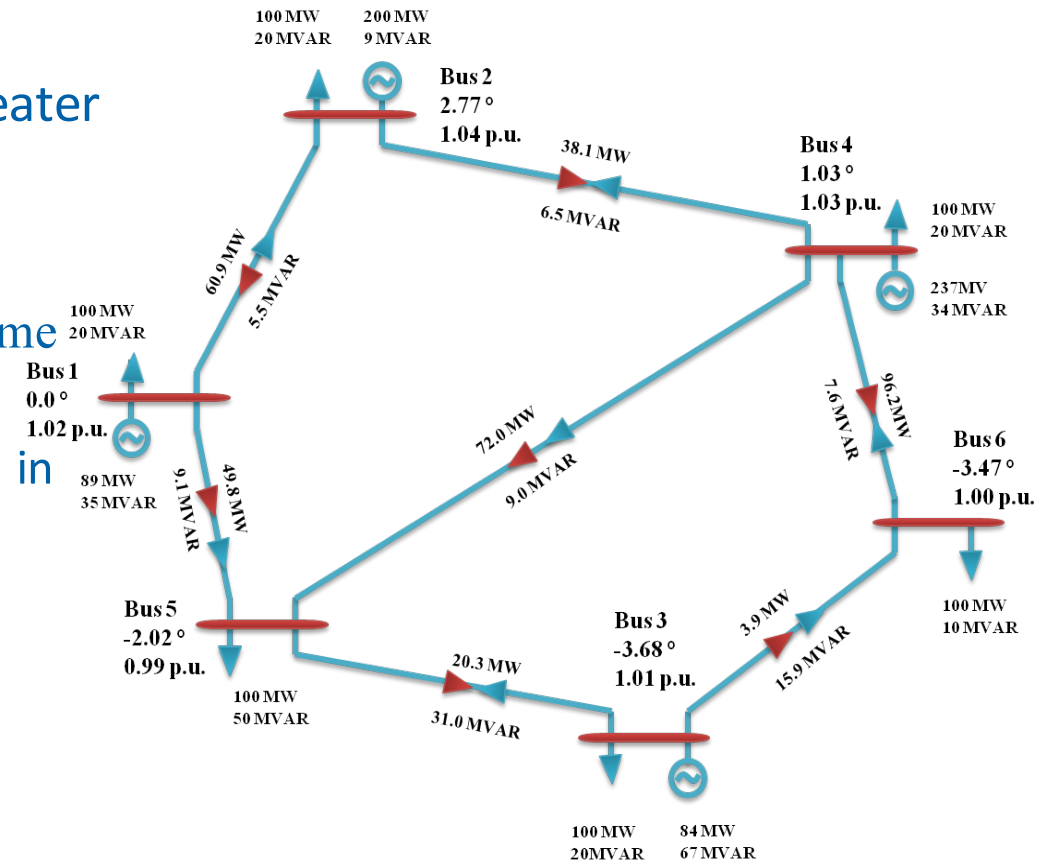 100 MW
20 MVAR
200 MW
9 MVAR
Bus 2
2.77 °
1.04 p.u.
eater
38.1 MW
6.5 MVAR
Bus 4
1.03 °
1.03 p.u.
100 MW
20 MVAR
237MV
34 MVAR
60.9 MW
5.5 MVAR
me
100 MW
20 MVAR
Bus 1
0.0 °
1.02 p.u.
in
89 MW
35 MVAR
49.8 MW
9.1 MVAR
72.0 MW
9.0 MVAR
96.2MW
7.6 MVAR
Bus 6
-3.47 °
1.00 p.u.
100 MW
10 MVAR
Bus 5
-2.02 °
0.99 p.u.
100 MW
50 MVAR
20.3 MW
31.0 MVAR
Bus 3
-3.68 °
1.01 p.u.
3.9 MW
15.9 MVAR
100 MW
20MVAR
84 MW
67 MVAR